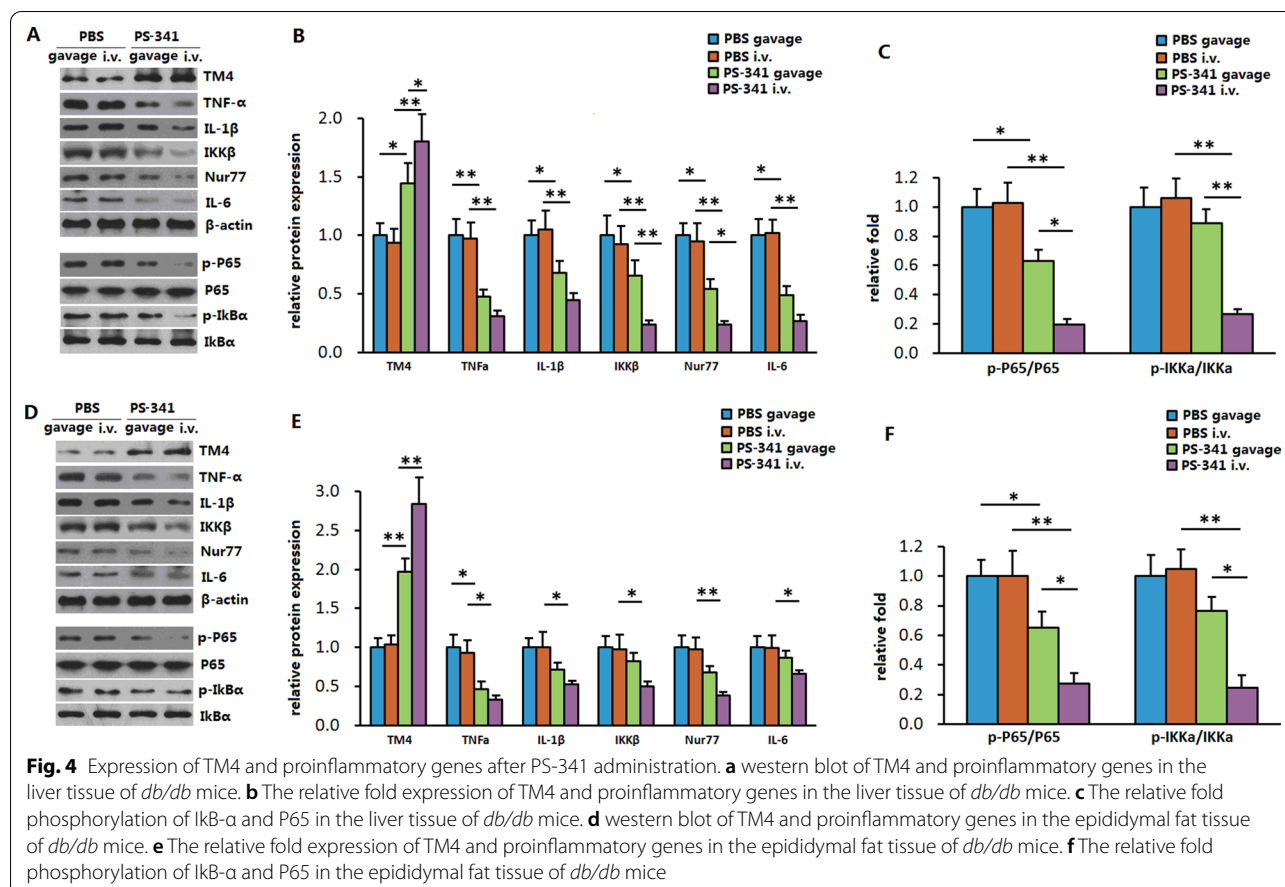 A
PBS PS-341
gavage i.v. gavage i.v.
TM4
TNF-α
IL-1β
IKKβ
Nur77
IL-6
β-actin
p-P65
P65
p-IkBα
IkBα
B
PBS gavage
PBS i.v.
PS-341 gavage
PS-341 i.v.
relative protein expression
2.0
1.5
1.0
0.5
0.0
* ** *
** **
* **
* ** **
* ** *
* **
TM4 TNFa IL-1β IKKβ Nur77 IL-6
C
PBS gavage
PBS i.v.
PS-341 gavage
PS-341 i.v.
relative fold
1.2
1.0
0.8
0.6
0.4
0.2
0
* ** *
** **
p-P65/P65 p-IKKa/IKKa
D
PBS PS-341
gavage i.v. gavage i.v.
TM4
TNF-α
IL-1β
IKKβ
Nur77
IL-6
β-actin
p-P65
P65
p-IkBα
IkBα
E
PBS gavage
PBS i.v.
PS-341 gavage
PS-341 i.v.
relative protein expression
3.0
2.5
2.0
1.5
1.0
0.5
0.0
** **
* *
*
*
**
*
TM4 TNFa IL-1β IKKβ Nur77 IL-6
F
PBS gavage
PBS i.v.
PS-341 gavage
PS-341 i.v.
relative fold
1.2
1.0
0.8
0.6
0.4
0.2
0
* ** *
** *
p-P65/P65 p-IKKa/IKKa
Fig. 4 Expression of TM4 and proinflammatory genes after PS-341 administration. a western blot of TM4 and proinflammatory genes in the
liver tissue of db/db mice. b The relative fold expression of TM4 and proinflammatory genes in the liver tissue of db/db mice. c The relative fold
phosphorylation of IkB-α and P65 in the liver tissue of db/db mice. d western blot of TM4 and proinflammatory genes in the epididymal fat tissue
of db/db mice. e The relative fold expression of TM4 and proinflammatory genes in the epididymal fat tissue of db/db mice. f The relative fold
phosphorylation of IkB-α and P65 in the epididymal fat tissue of db/db mice